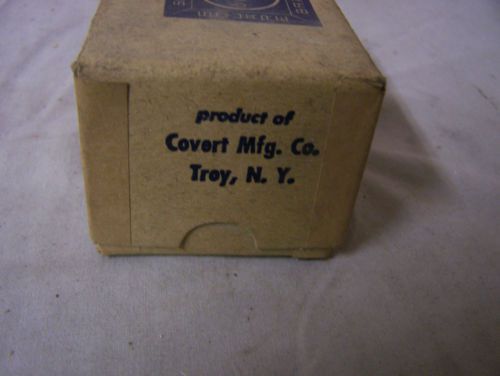 product of
Covert Mfg. Co.
Troy, N. Y.